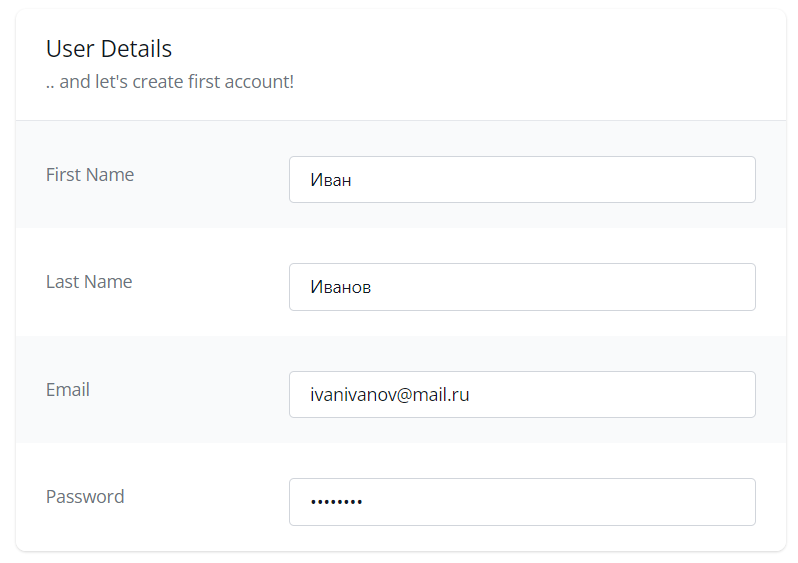 User Details
.. and let's create first account!
First Name
Иван
Last Name
Иванов
Email
ivanivanov@mail.ru
Password
••••••••